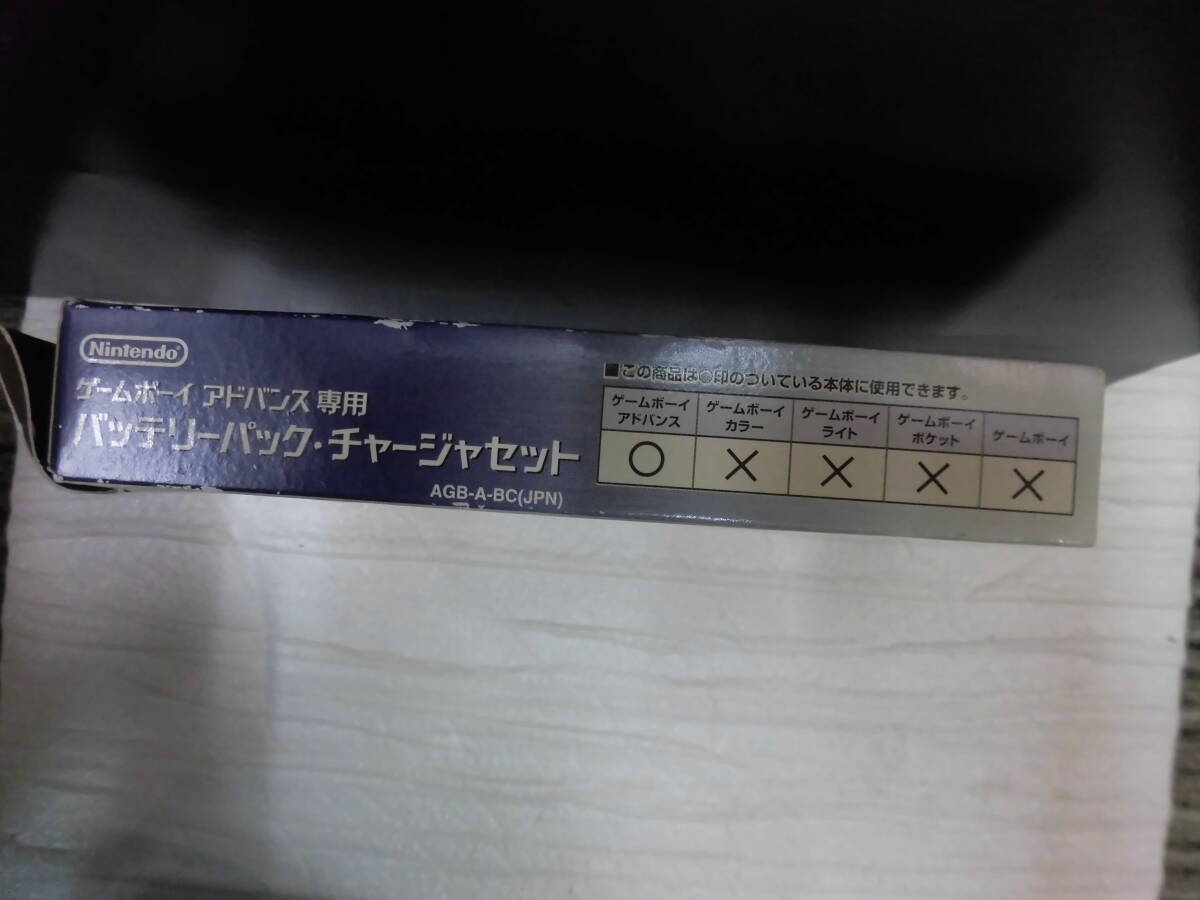 Nintendo
ゲームボーイ アドバンス 専用
バッテリーパック・チャージャセット
AGB-A-BC(JPN)
■この商品は○印のついている本体に使用できます。
ゲームボーイ アドバンス ゲームボーイ カラー ゲームボーイ ライト ゲームボーイ ポケット ゲームボーイ
○ × × × ×